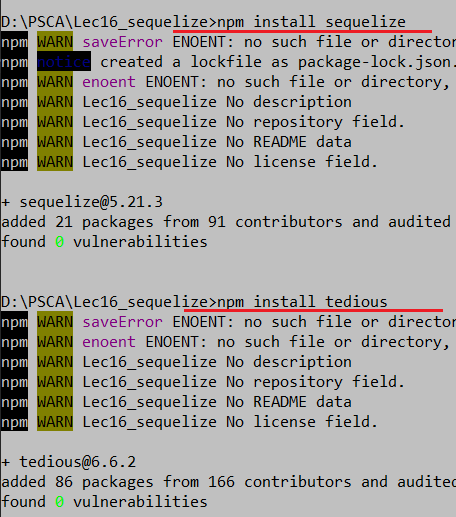 D:\PSCA\Lec16_sequelize>npm install sequelize
npm WARN saveError ENOENT: no such file or director
npm notice created a lockfile as package-lock.json.
npm WARN enoent ENOENT: no such file or directory,
npm WARN Lec16_sequelize No description
npm WARN Lec16_sequelize No repository field.
npm WARN Lec16_sequelize No README data
npm WARN Lec16_sequelize No license field.
+ sequelize@5.21.3
added 21 packages from 91 contributors and audited
found 0 vulnerabilities
D:\PSCA\Lec16_sequelize>npm install tedious
npm WARN saveError ENOENT: no such file or director
npm WARN enoent ENOENT: no such file or directory,
npm WARN Lec16_sequelize No description
npm WARN Lec16_sequelize No repository field.
npm WARN Lec16_sequelize No README data
npm WARN Lec16_sequelize No license field.
+ tedious@6.6.2
added 86 packages from 166 contributors and audited
found 0 vulnerabilities